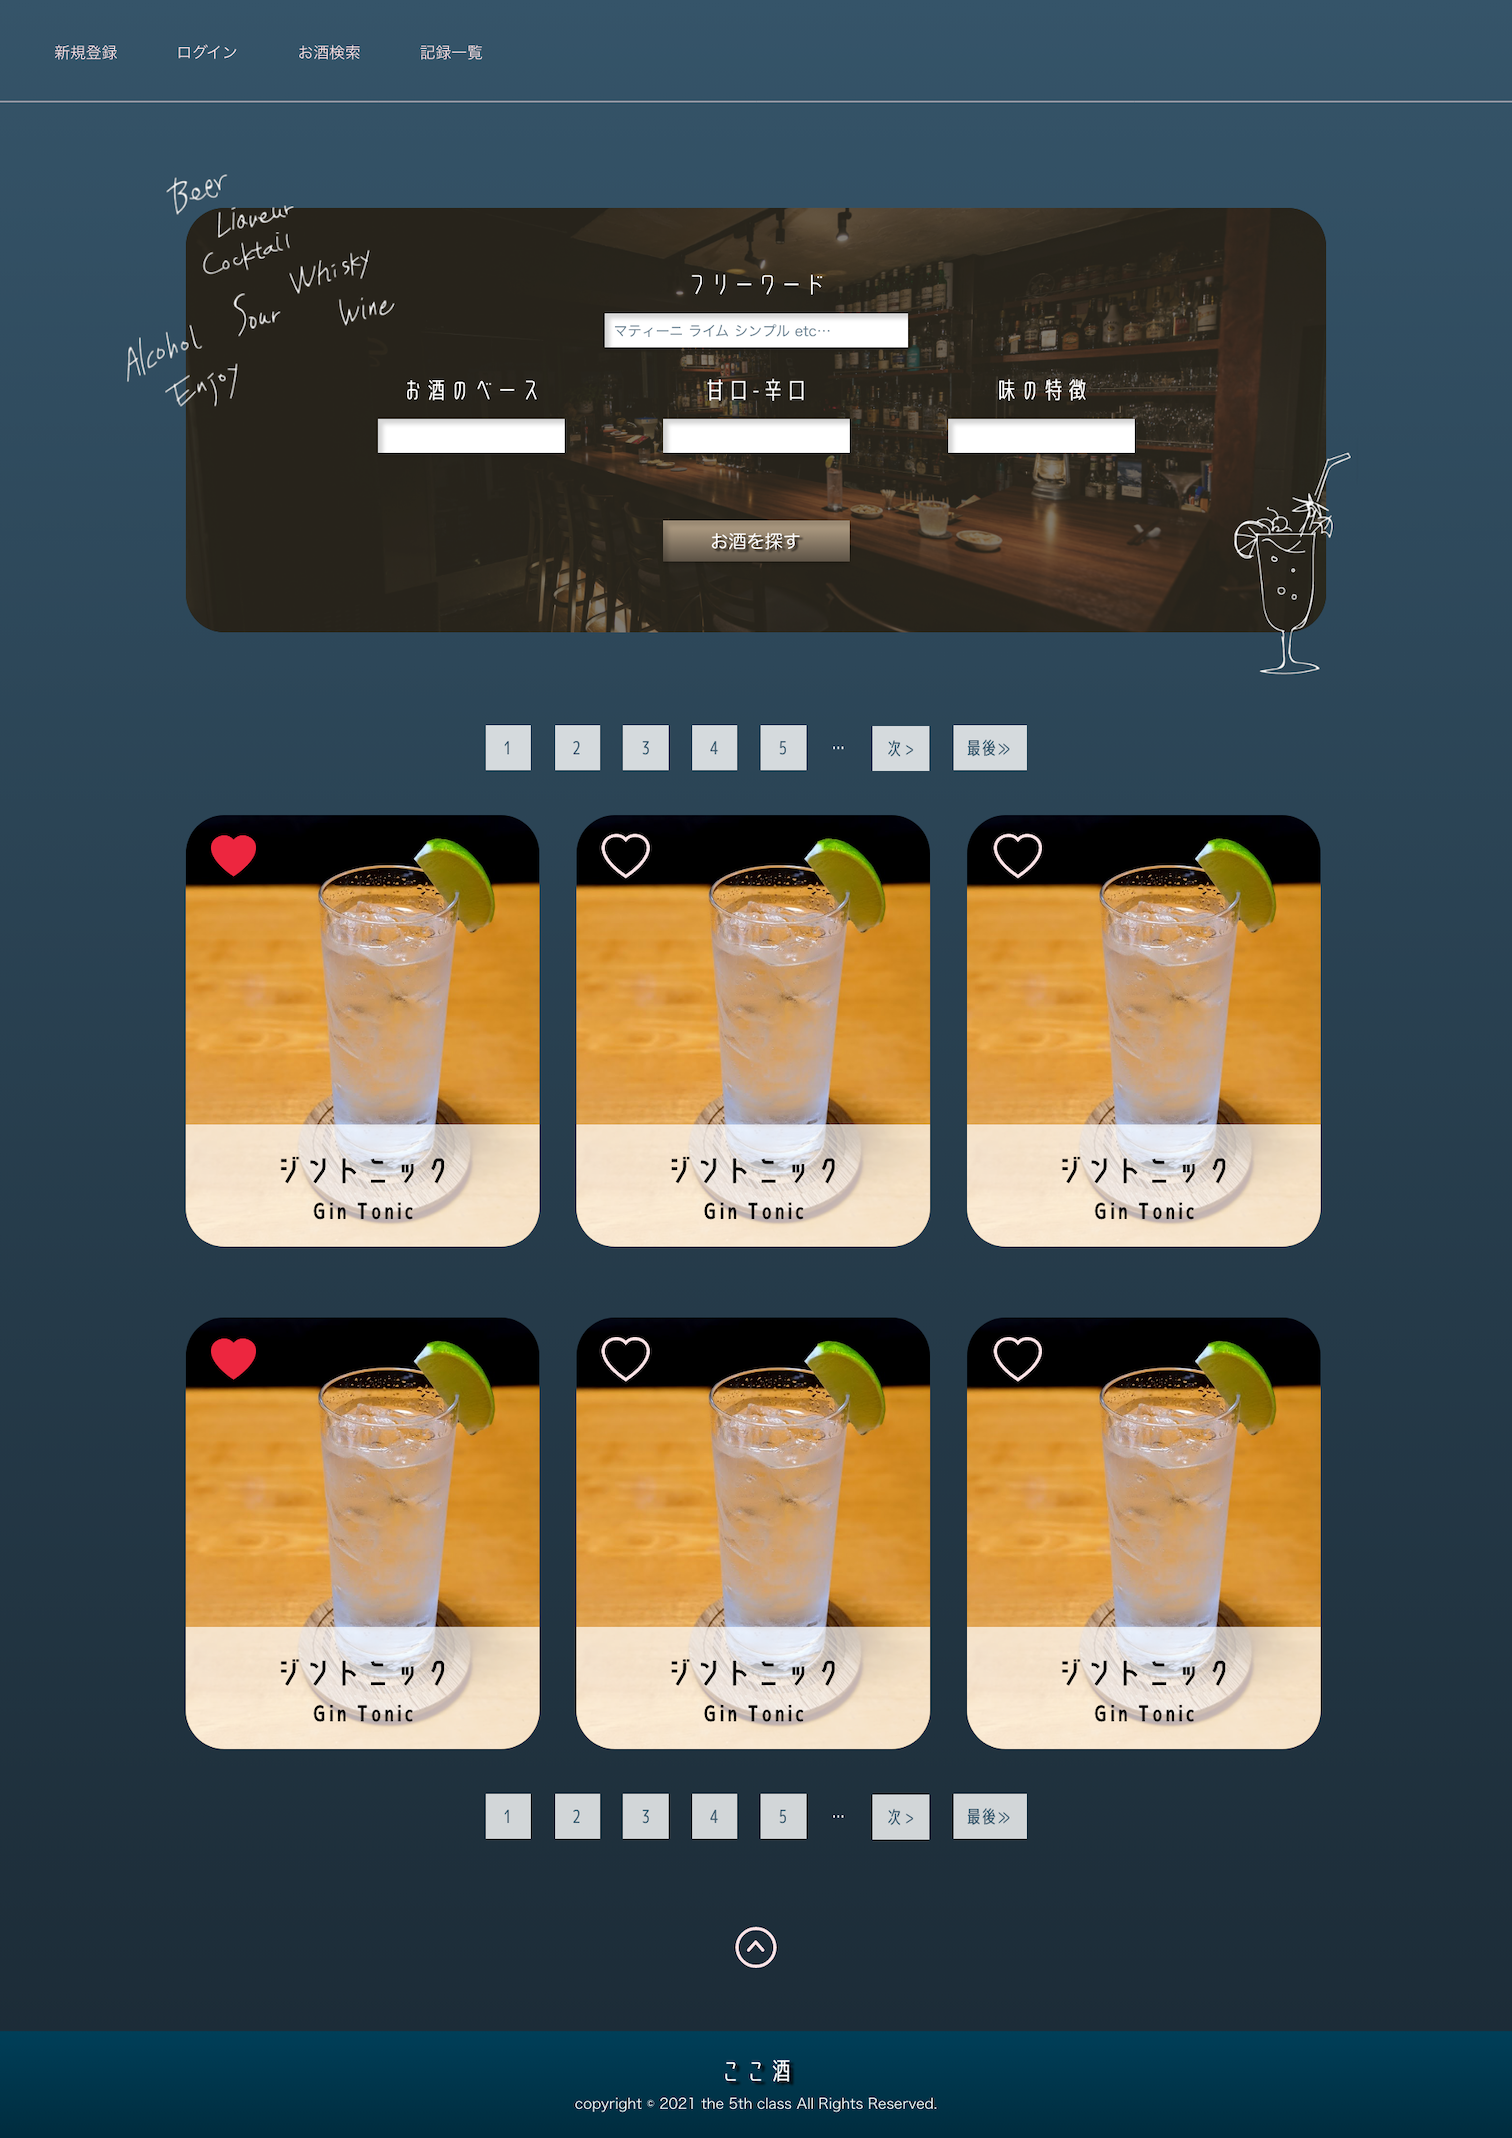 新規登録 ログイン お酒検索 記録一覧
Beer
Liqueur
Cocktail
Whisky
Sour
Wine
Alcohol
Enjoy
フリーワード
マティーニ ライム シンプル etc…
お酒のベース 甘口-辛口 味の特徴
お酒を探す
1 2 3 4 5 … 次 > 最後≫
ジントニック
Gin Tonic
ジントニック
Gin Tonic
ジントニック
Gin Tonic
ジントニック
Gin Tonic
ジントニック
Gin Tonic
ジントニック
Gin Tonic
1 2 3 4 5 … 次 > 最後≫
ここ酒
copyright © 2021 the 5th class All Rights Reserved.